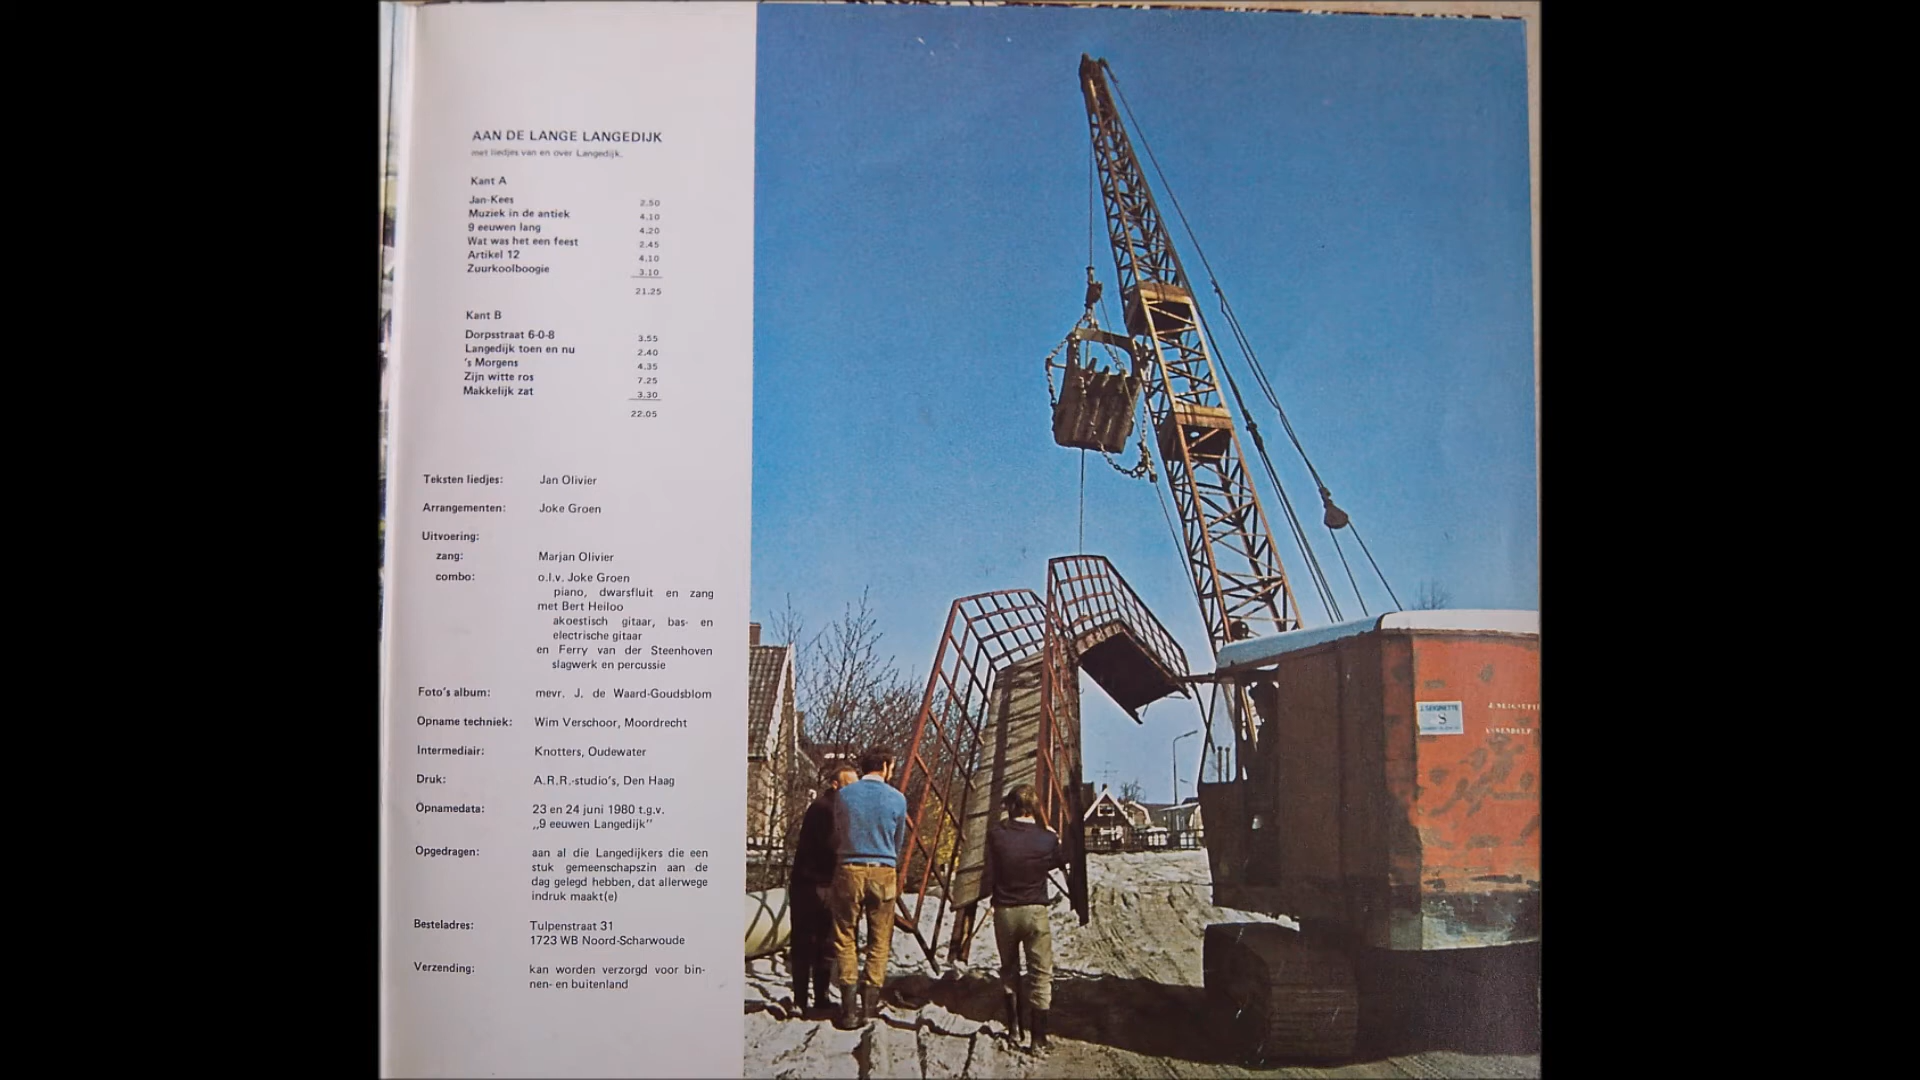 AAN DE LANGE LANGEDIJK
met liedjes van en over Langedijk.
Kant A
Jan-Kees 2.50
Muziek in de antiek 4.10
9 eeuwen lang 4.20
Wat was het een feest 2.45
Artikel 12 4.10
Zuurkoolboogie 3.10
21.25
Kant B
Dorpsstraat 6-0-8 3.55
Langedijk toen en nu 2.40
's Morgens 4.35
Zijn witte ros 7.25
Makkelijk zat 3.30
22.05
Teksten liedjes: Jan Olivier
Arrangementen: Joke Groen
Uitvoering:
zang: Marjan Olivier
combo: o.l.v. Joke Groen
piano, dwarsfluit en zang
met Bert Heiloo
akoestisch gitaar, bas- en
electrische gitaar
en Ferry van der Steenhoven
slagwerk en percussie
Foto's album: mevr. J. de Waard-Goudsblom
Opname techniek: Wim Verschoor, Moordrecht
Intermediair: Knotters, Oudewater
Druk: A.R.R.-studio's, Den Haag
Opnamedata: 23 en 24 juni 1980 t.g.v.
„9 eeuwen Langedijk"
Opgedragen: aan al die Langedijkers die een
stuk gemeenschapszin aan de
dag gelegd hebben, dat allerwege
indruk maakt(e)
Besteladres: Tulpenstraat 31
1723 WB Noord-Scharwoude
Verzending: kan worden verzorgd voor bin-
nen- en buitenland
S